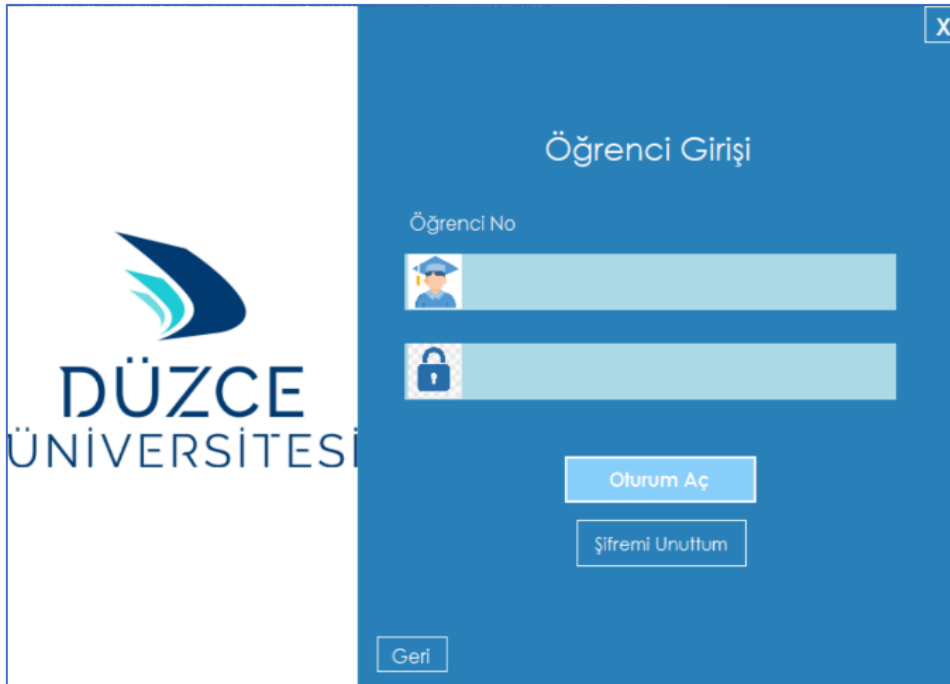 DÜZCE
ÜNİVERSİTESİ
X
Öğrenci Girişi
Öğrenci No
Oturum Aç
Şifremi Unuttum
Geri